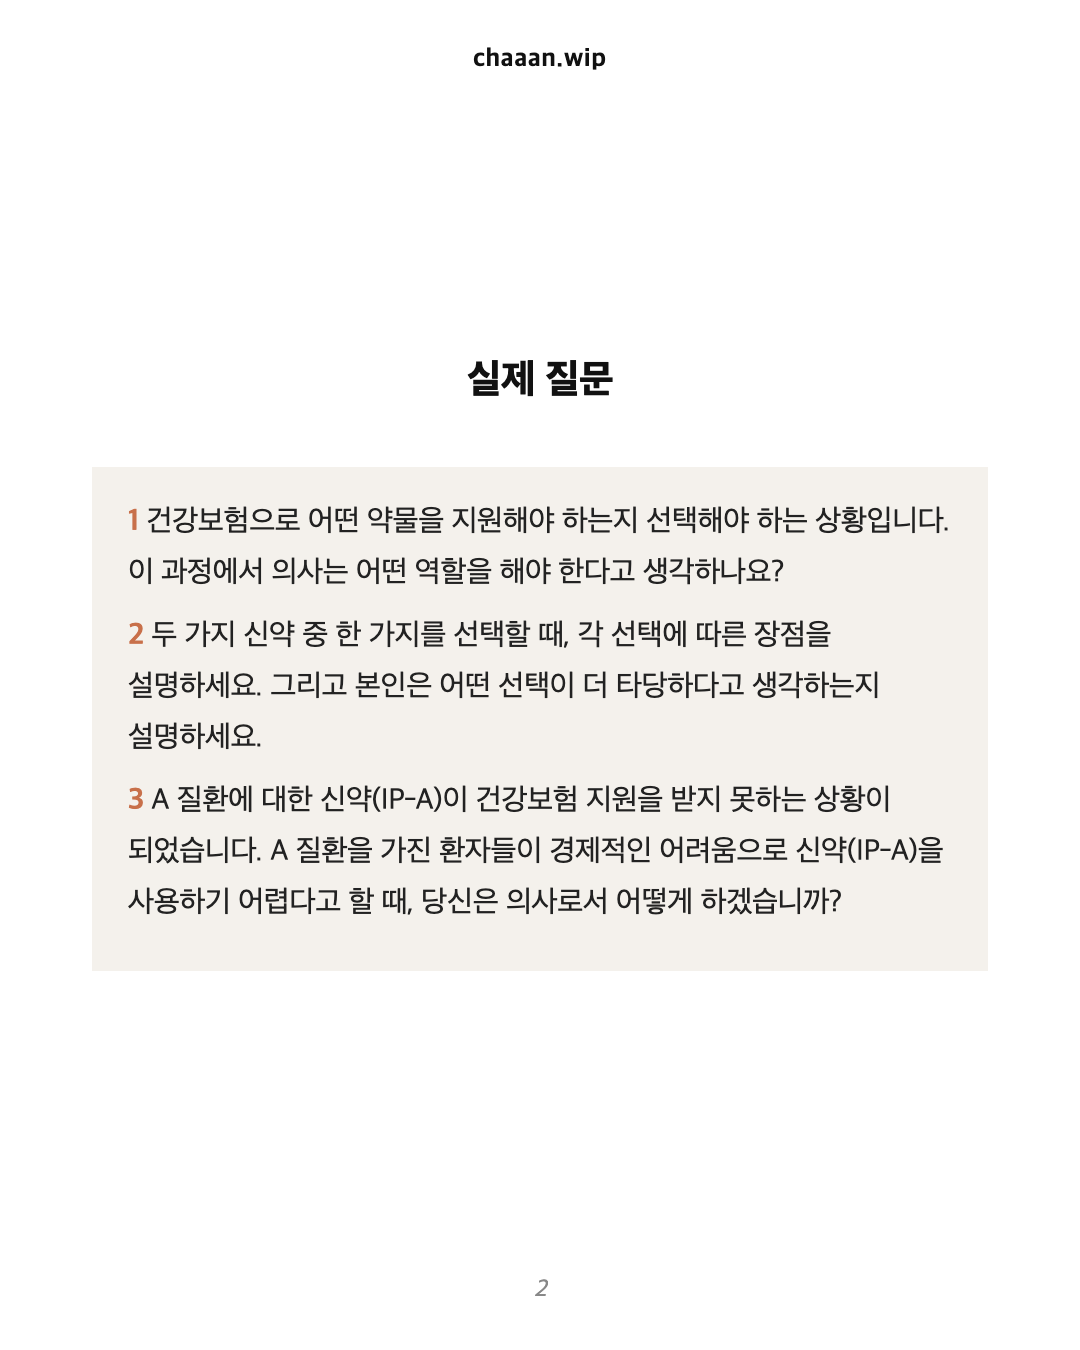 chaaan.wip
실제 질문
1 건강보험으로 어떤 약물을 지원해야 하는지 선택해야 하는 상황입니다.
이 과정에서 의사는 어떤 역할을 해야 한다고 생각하나요?
2 두 가지 신약 중 한 가지를 선택할 때, 각 선택에 따른 장점을
설명하세요. 그리고 본인은 어떤 선택이 더 타당하다고 생각하는지
설명하세요.
3 A 질환에 대한 신약(IP-A)이 건강보험 지원을 받지 못하는 상황이
되었습니다. A 질환을 가진 환자들이 경제적인 어려움으로 신약(IP-A)을
사용하기 어렵다고 할 때, 당신은 의사로서 어떻게 하겠습니까?
2